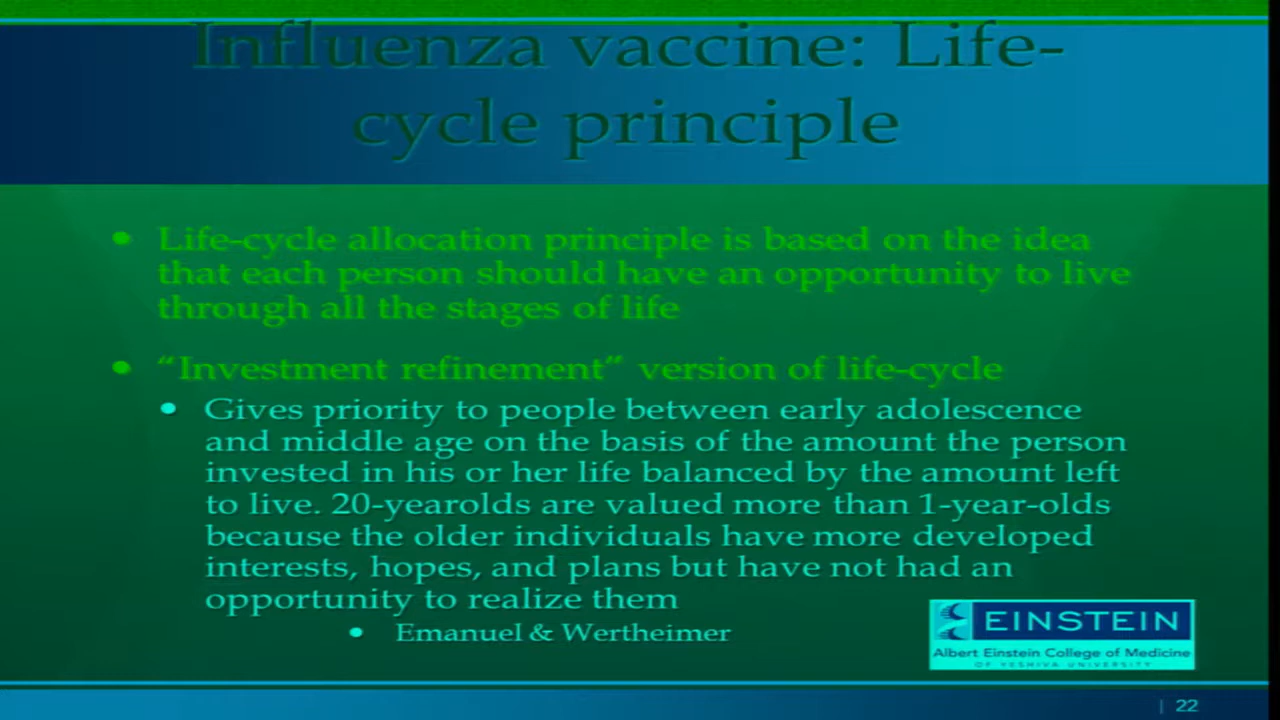 Influenza vaccine: Life-
cycle principle
• Life-cycle allocation principle is based on the idea
that each person should have an opportunity to live
through all the stages of life
• “Investment refinement” version of life-cycle
• Gives priority to people between early adolescence
and middle age on the basis of the amount the person
invested in his or her life balanced by the amount left
to live. 20-yearolds are valued more than 1-year-olds
because the older individuals have more developed
interests, hopes, and plans but have not had an
opportunity to realize them
• Emanuel & Wertheimer
EINSTEIN
Albert Einstein College of Medicine
OF YESHIVA UNIVERSITY
| 22